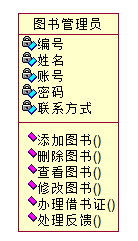 图书管理员
编号
姓名
账号
密码
联系方式
添加图书()
删除图书()
查看图书()
修改图书()
办理借书证()
处理反馈()